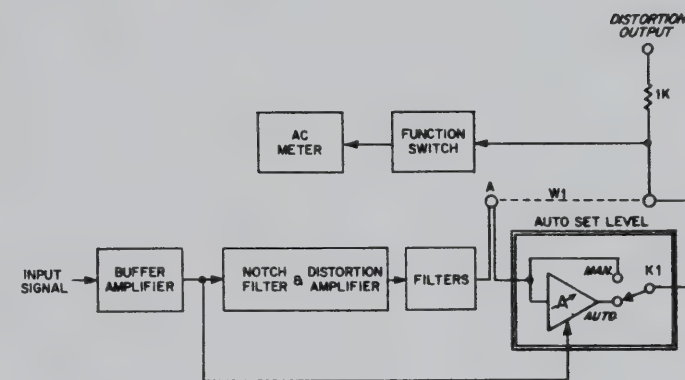 DISTORTION
OUTPUT
1K
AC
METER
FUNCTION
SWITCH
A
W1
AUTO SET LEVEL
INPUT
SIGNAL
BUFFER
AMPLIFIER
NOTCH
FILTER & DISTORTION
AMPLIFIER
FILTERS
MAN.
K1
A
AUTO.